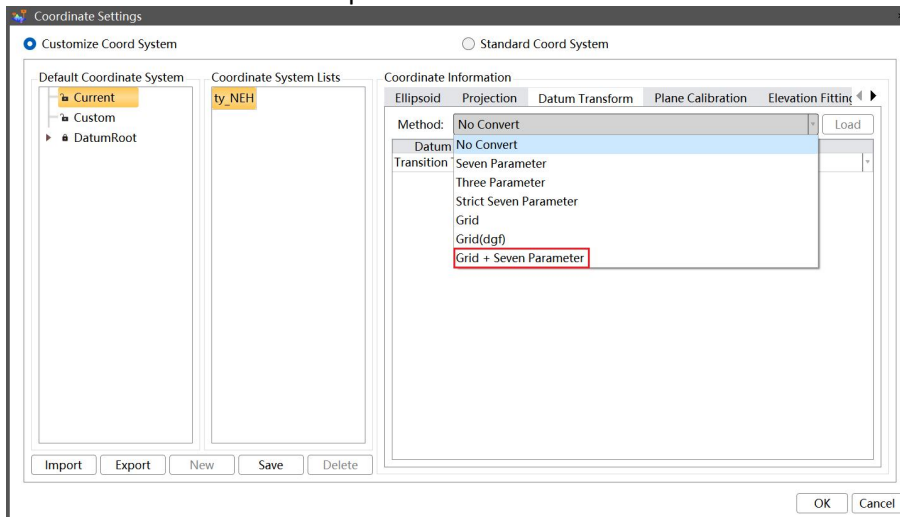 Coordinate Settings
Customize Coord System
Standard Coord System
Default Coordinate System
Coordinate System Lists
Coordinate Information
Current
Custom
DatumRoot
ty_NEH
Ellipsoid Projection Datum Transform Plane Calibration Elevation Fitting
Method: No Convert Load
Datum
Transition
No Convert
Seven Parameter
Three Parameter
Strict Seven Parameter
Grid
Grid(dgf)
Grid + Seven Parameter
Import Export New Save Delete
OK Cancel